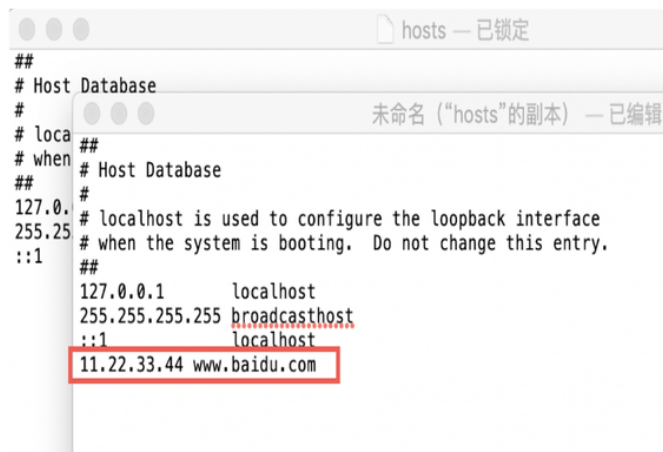 hosts — 已锁定
##
# Host Database
#
# loca
# when
##
127.0.
255.25
::1
未命名（“hosts”的副本） — 已编辑
##
# Host Database
#
# localhost is used to configure the loopback interface
# when the system is booting.  Do not change this entry.
##
127.0.0.1       localhost
255.255.255.255 broadcasthost
::1             localhost
11.22.33.44 www.baidu.com